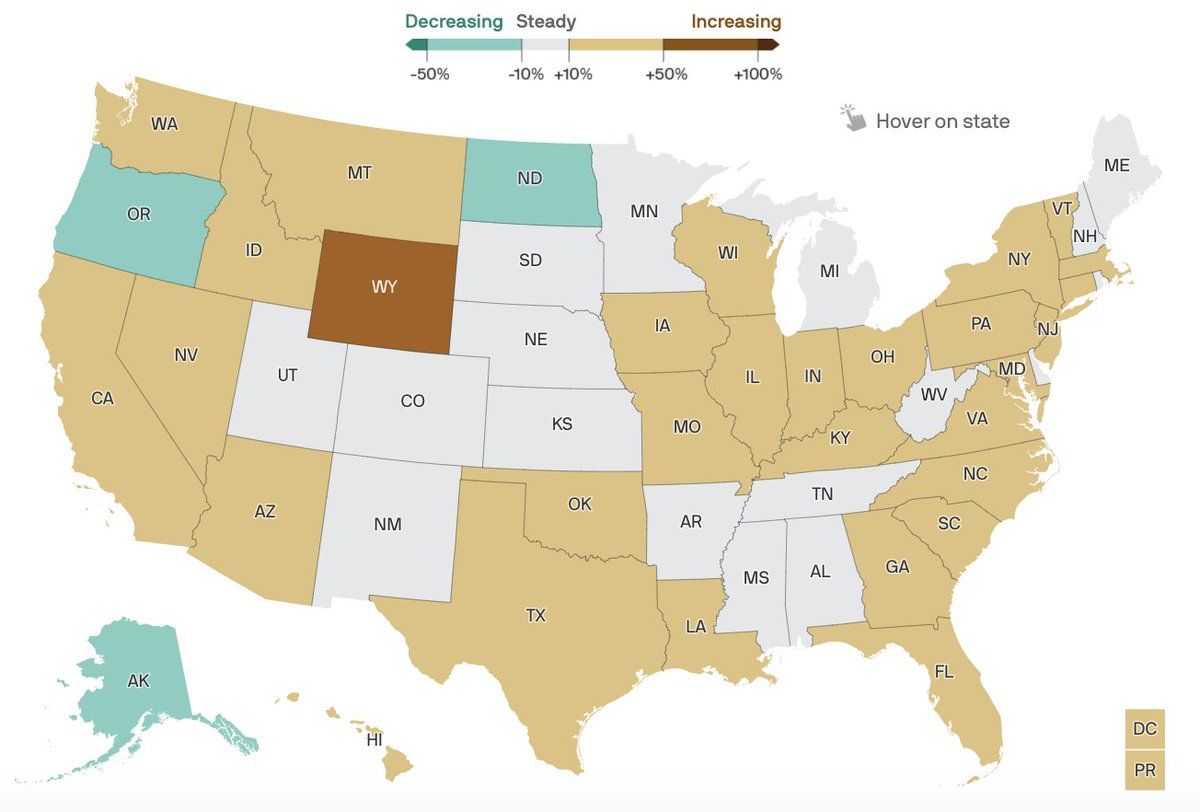 Decreasing Steady Increasing
-50% -10% +10% +50% +100%
Hover on state
WA
MT
ND
MN
ME
OR
ID
SD
WI
MI
VT
NH
NY
WY
NV
UT
NE
IA
PA
NJ
CA
CO
KS
IL
IN
OH
MD
WV
MO
KY
VA
AZ
NM
OK
AR
TN
NC
SC
MS
AL
GA
TX
LA
AK
HI
FL
DC
PR